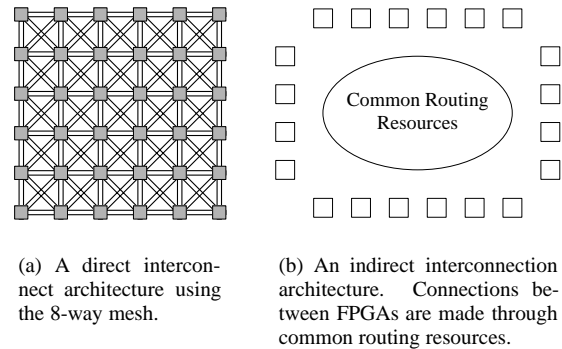 Common Routing
Resources
(a) A direct intercon-
nect architecture using
the 8-way mesh.
(b) An indirect interconnection
architecture. Connections be-
tween FPGAs are made through
common routing resources.